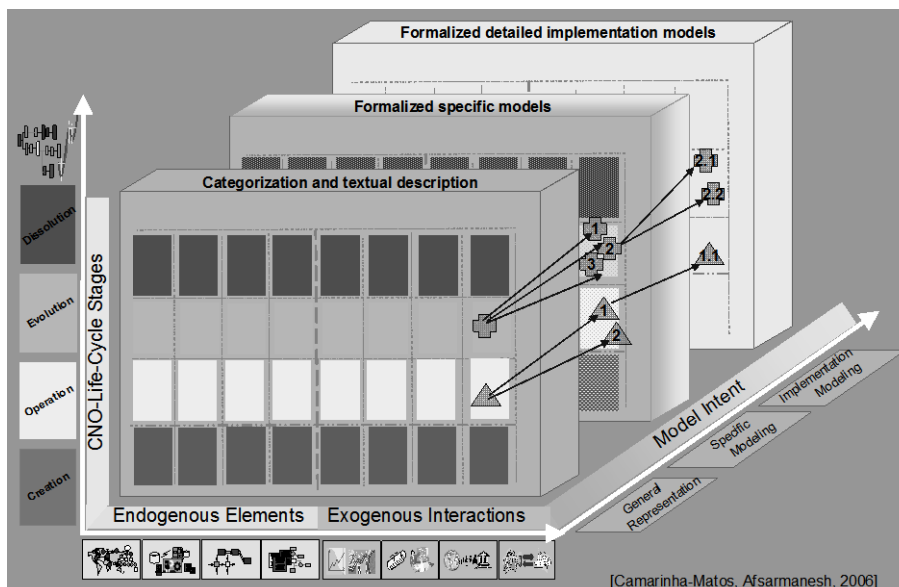 Formalized detailed implementation models
Formalized specific models
Categorization and textual description
Dissolution
Evolution
Operation
Creation
CNO-Life-Cycle Stages
2.1
2.2
1.1
1
2
3
1
2
Model Intent
Implementation
Modeling
Specific
Modeling
General
Representation
Endogenous Elements
Exogenous Interactions
[Camarinha-Matos, Afsarmanesh, 2006]